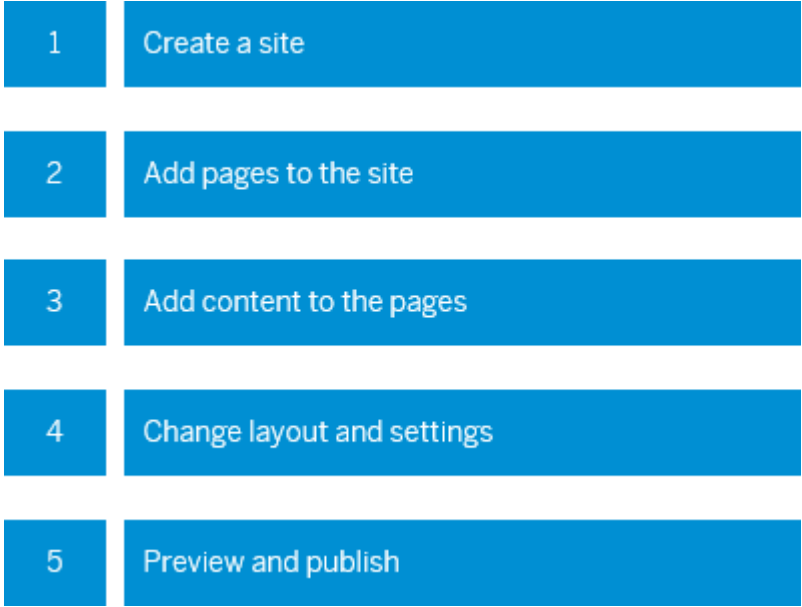 1 Create a site
2 Add pages to the site
3 Add content to the pages
4 Change layout and settings
5 Preview and publish